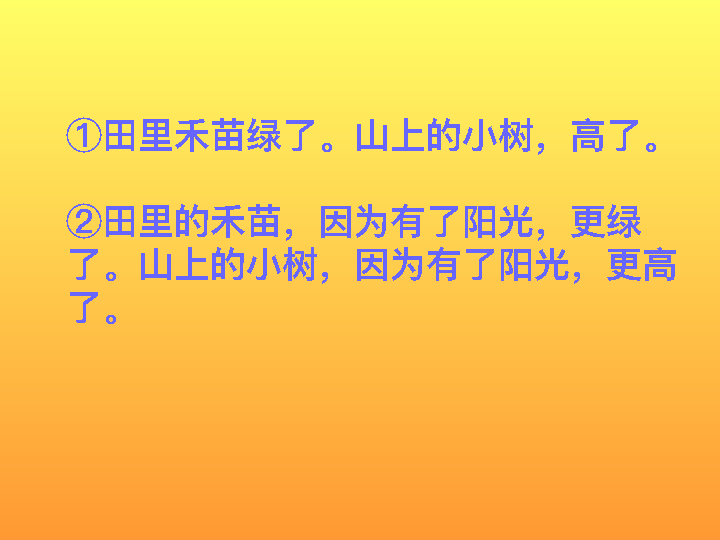 ①田里禾苗绿了。山上的小树，高了。
②田里的禾苗，因为有了阳光，更绿
了。山上的小树，因为有了阳光，更高
了。